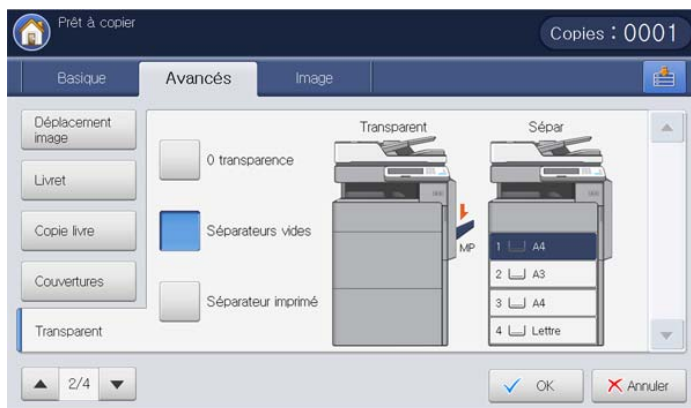 Prêt à copier
Copies : 0001
Basique
Avancés
Image
Déplacement
image
Livret
Copie livre
Couvertures
Transparent
2/4
0 transparence
Séparateurs vides
Séparateur imprimé
Transparent
MP
Sépar
1 A4
2 A3
3 A4
4 Lettre
OK
Annuler